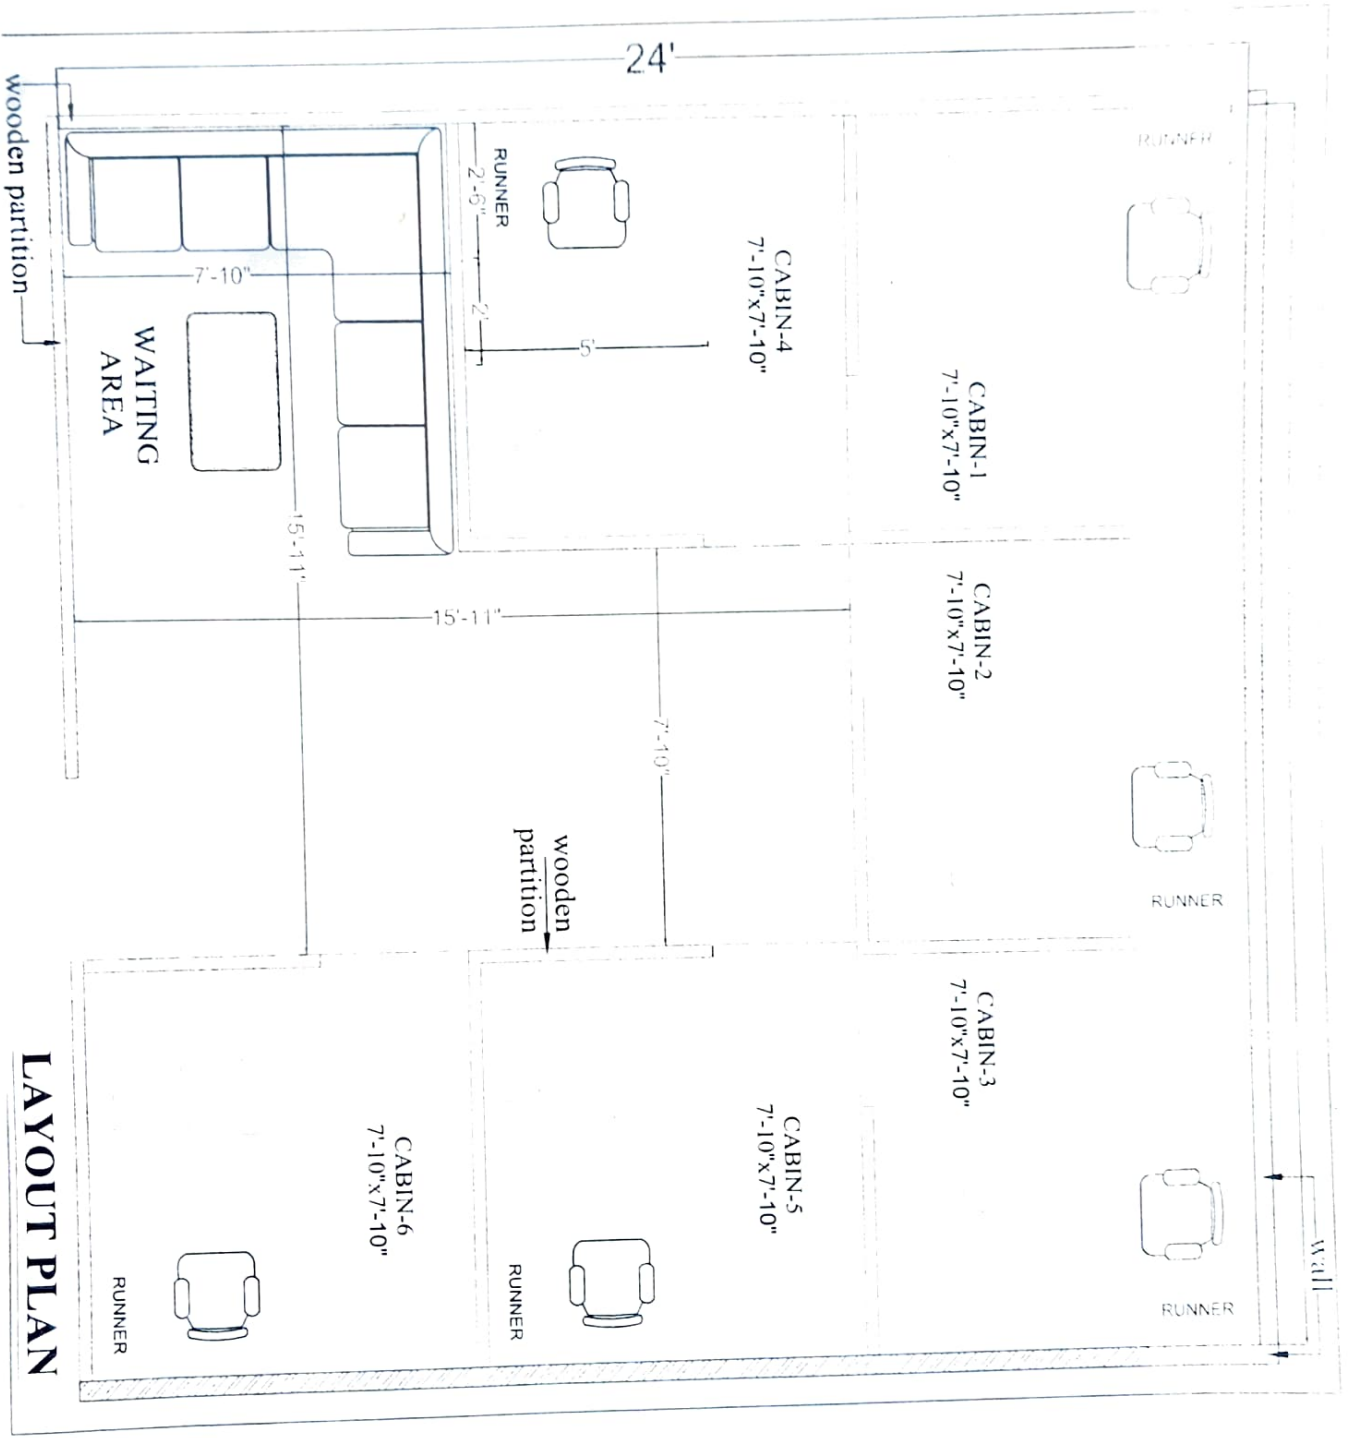 24'
wooden partition
RUNNER
2'-6"
2'
5'
7'-10"
WAITING
AREA
CABIN-4
7'-10"x7'-10"
RUNNER
CABIN-1
7'-10"x7'-10"
CABIN-2
7'-10"x7'-10"
RUNNER
15'-11"
15'-11"
7'-10"
wooden
partition
CABIN-3
7'-10"x7'-10"
RUNNER
wall
CABIN-5
7'-10"x7'-10"
RUNNER
CABIN-6
7'-10"x7'-10"
RUNNER
LAYOUT PLAN